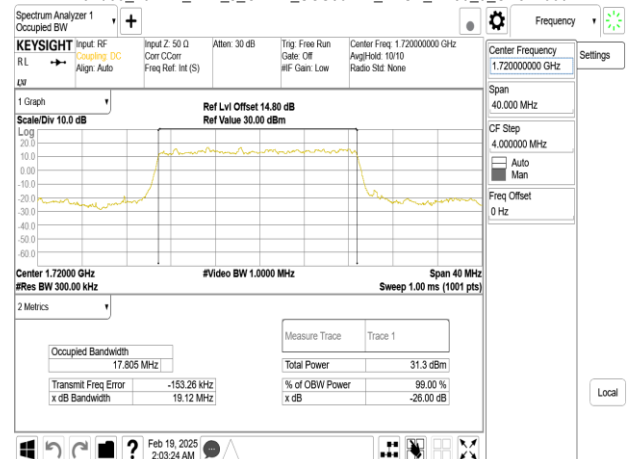 Spectrum Analyzer 1
Occupied BW
Frequency
KEYSIGHT
RL
Input: RF
Coupling: DC
Align: Auto
Input Z: 50 Ω
Corr CCorr
Freq Ref: Int (S)
Atten: 30 dB
Trig: Free Run
Gate: Off
#IF Gain: Low
Center Freq: 1.720000000 GHz
Avg|Hold: 10/10
Radio Std: None
LXI
Center Frequency
1.720000000 GHz
Settings
Span
40.000 MHz
CF Step
4.000000 MHz
Auto
Man
Freq Offset
0 Hz
Local
1 Graph
Scale/Div 10.0 dB
Ref Lvl Offset 14.80 dB
Ref Value 30.00 dBm
Log
20.0
10.0
0.00
-10.0
-20.0
-30.0
-40.0
-50.0
-60.0
Center 1.72000 GHz
#Video BW 1.0000 MHz
Span 40 MHz
#Res BW 300.00 kHz
Sweep 1.00 ms (1001 pts)
2 Metrics
Measure Trace
Trace 1
Occupied Bandwidth
17.805 MHz
Total Power
31.3 dBm
Transmit Freq Error
-153.26 kHz
% of OBW Power
99.00 %
x dB Bandwidth
19.12 MHz
x dB
-26.00 dB
?
Feb 19, 2025
2:03:24 AM